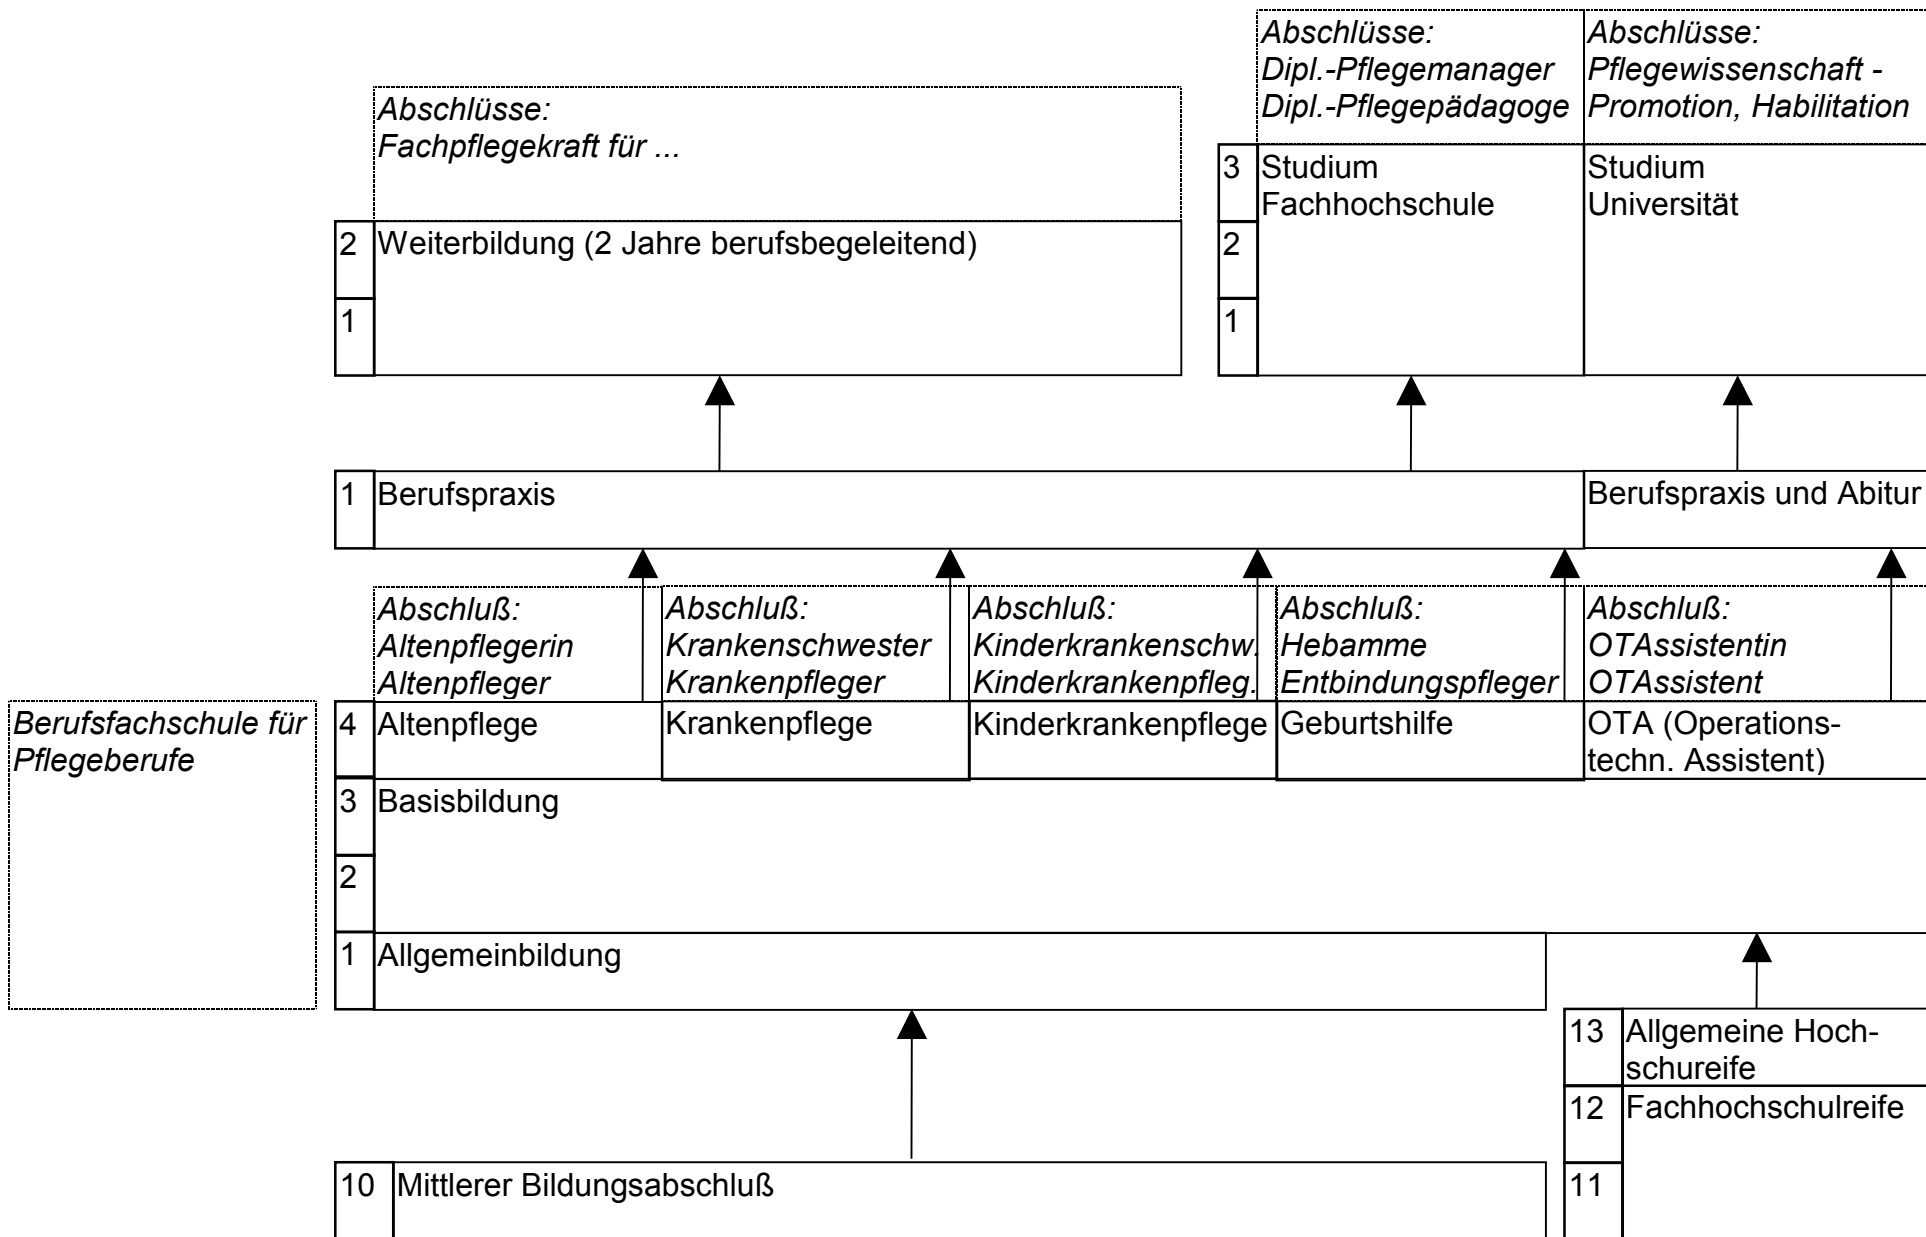 Abschlüsse:
Dipl.-Pflegemanager
Dipl.-Pflegepädagoge
Abschlüsse:
Pflegewissenschaft -
Promotion, Habilitation
Abschlüsse:
Fachpflegekraft für ...
3
Studium
Fachhochschule
Studium
Universität
2
1
2
Weiterbildung (2 Jahre berufsbegeleitend)
1
1
Berufspraxis
Berufspraxis und Abitur
Abschluß:
Altenpflegerin
Altenpfleger
Abschluß:
Krankenschwester
Krankenpfleger
Abschluß:
Kinderkrankenschw.
Kinderkrankenpfleg.
Abschluß:
Hebamme
Entbindungspfleger
Abschluß:
OTAssistentin
OTAssistent
Berufsfachschule für
Pflegeberufe
4
Altenpflege
Krankenpflege
Kinderkrankenpflege
Geburtshilfe
OTA (Operations-
techn. Assistent)
3
Basisbildung
2
1
Allgemeinbildung
13
Allgemeine Hoch-
schureife
12
Fachhochschulreife
11
10
Mittlerer Bildungsabschluß